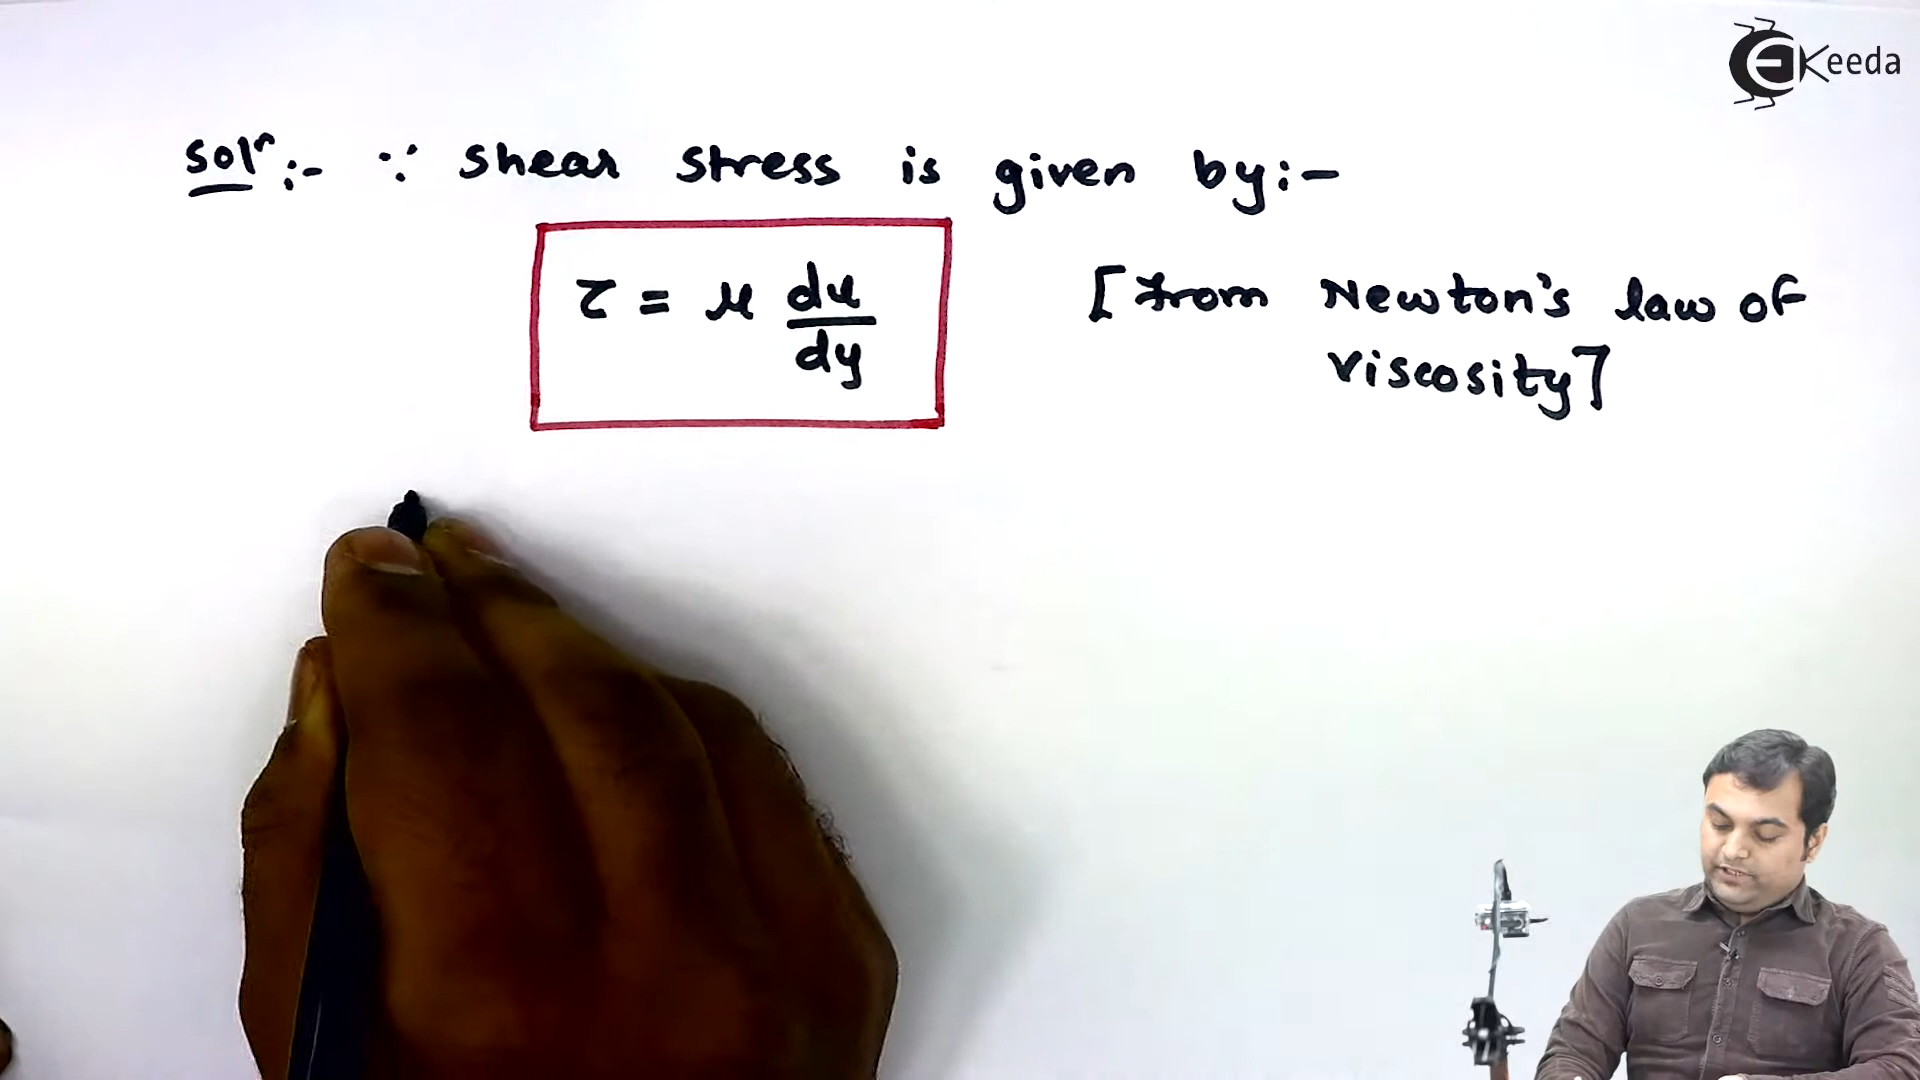 Ekeeda
Solⁿ:- ∵ shear stress is given by:-
τ = μ du/dy [from Newton's law of
viscosity]